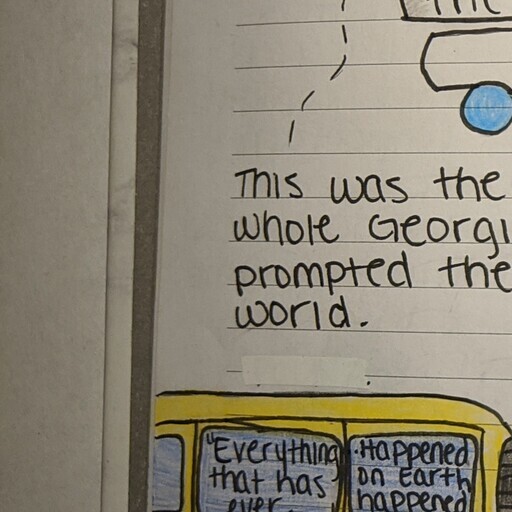 This was the
whole Georgi
prompted the
world.
"Everything
that has
ever
Happened
on Earth
happened